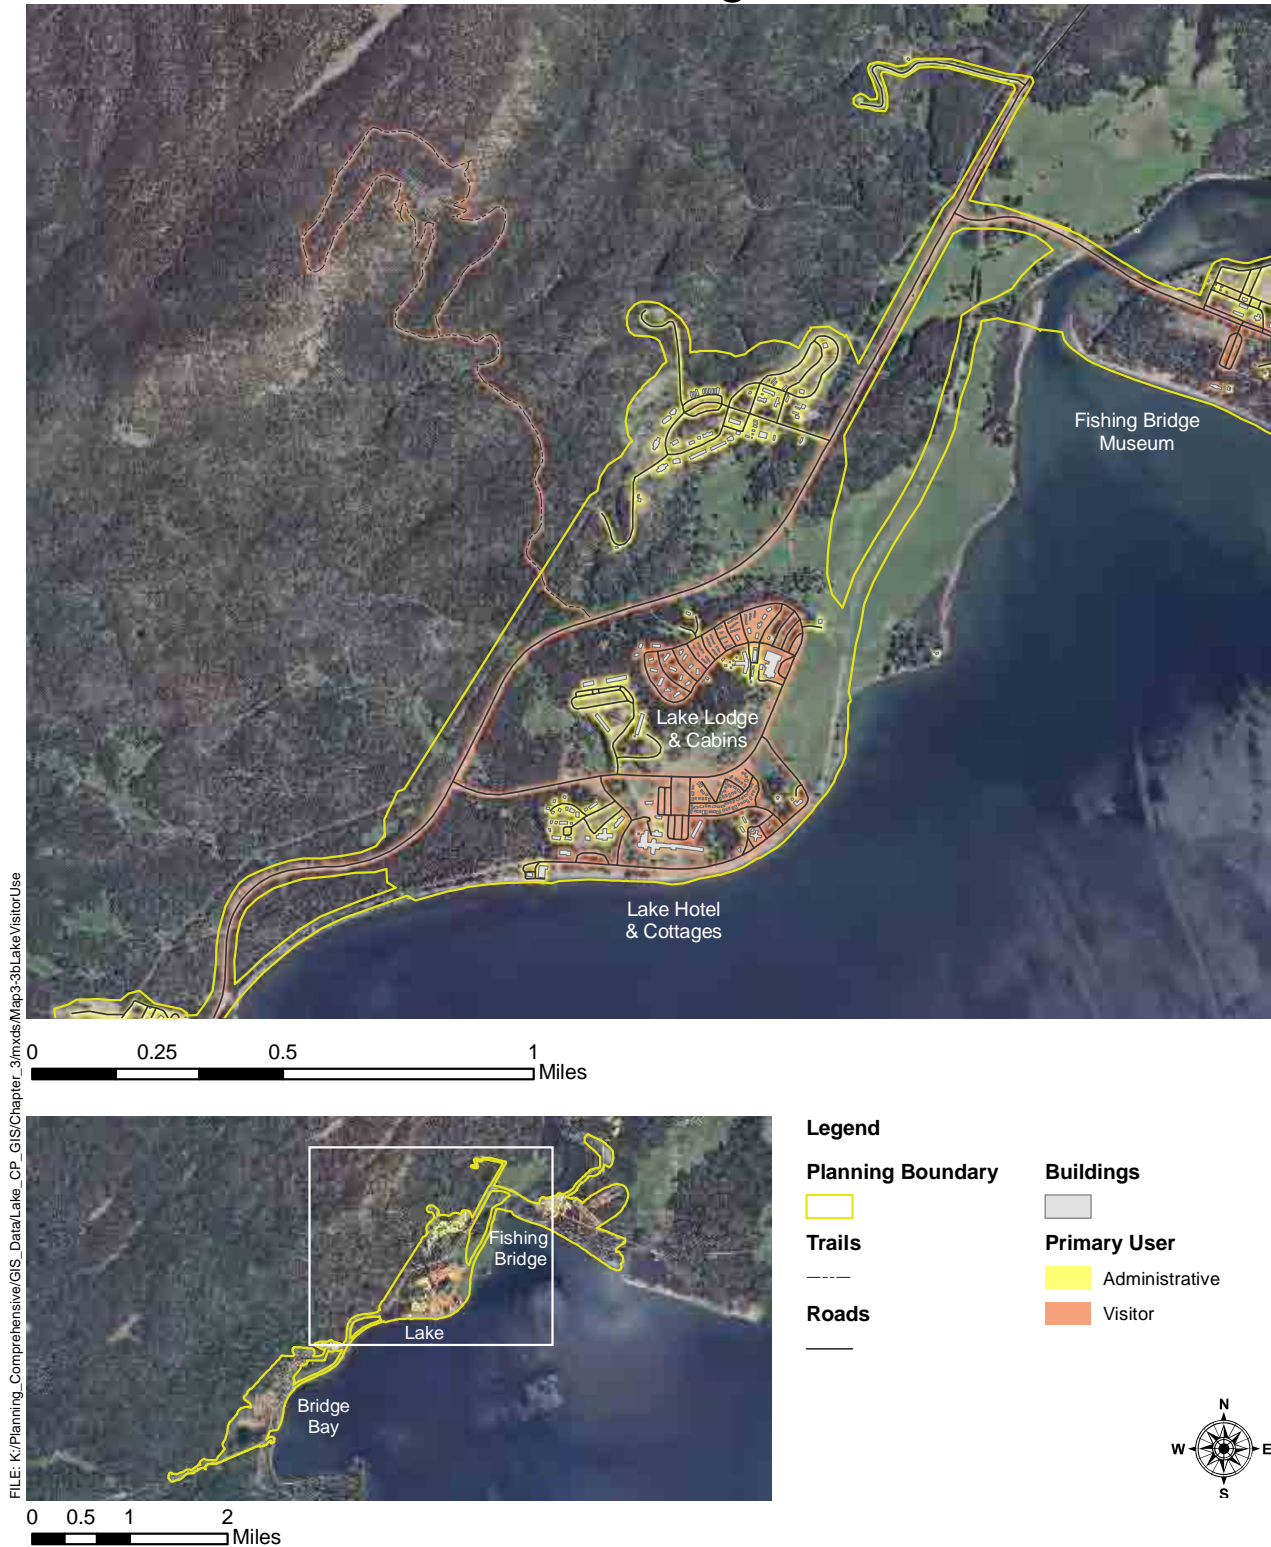 Fishing Bridge
Museum
Lake Lodge
& Cabins
Lake Hotel
& Cottages
FILE: K:/Planning_Comprehensive/GIS_Data/Lake_CP_GIS/Chapter_3/mxds/Map3-3bLakeVisitorUse
0 0.25 0.5 1
Miles
Fishing
Bridge
Lake
Bridge
Bay
0 0.5 1 2
Miles
Legend
Planning Boundary
Trails
Roads
Buildings
Primary User
Administrative
Visitor
N
W E
S